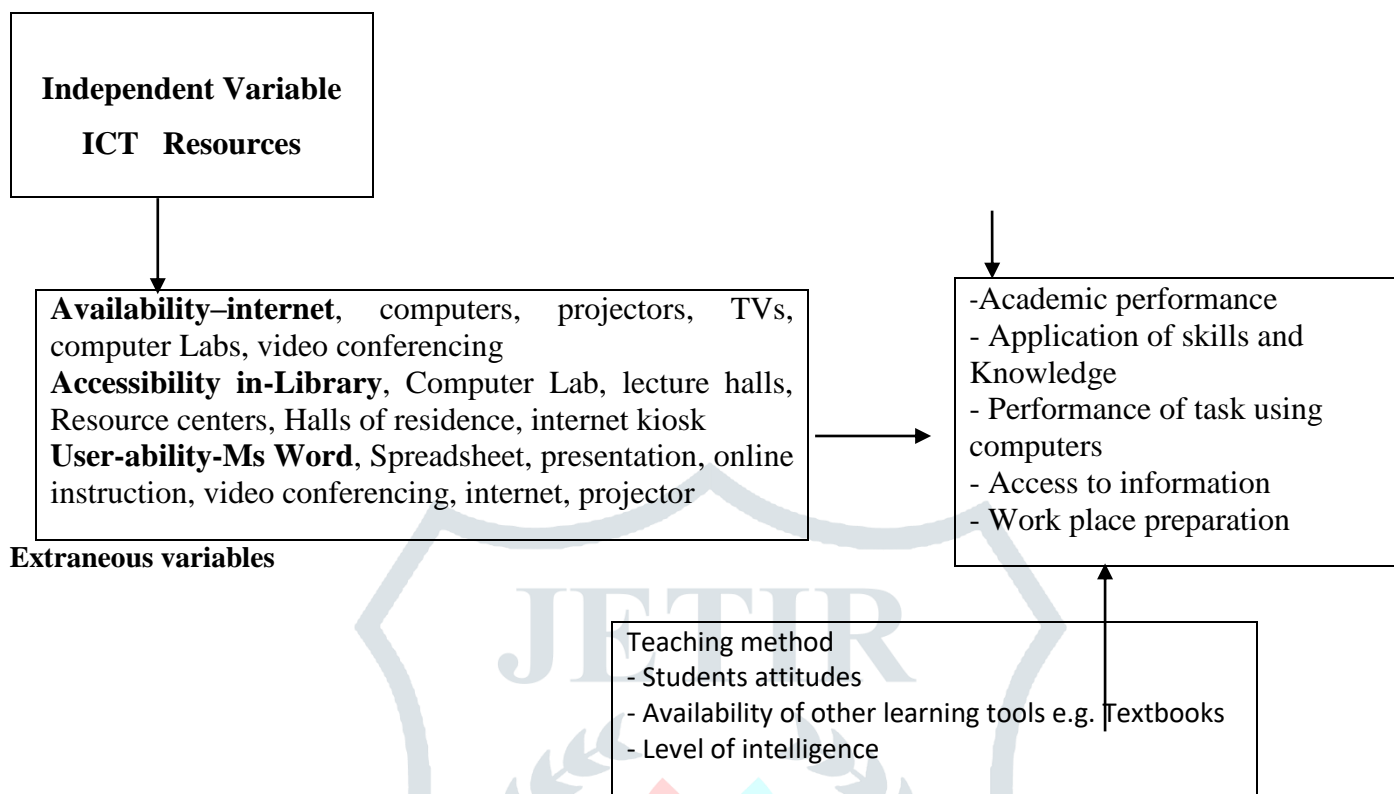 Independent Variable
ICT Resources
Availability–internet, computers, projectors, TVs,
computer Labs, video conferencing
Accessibility in-Library, Computer Lab, lecture halls,
Resource centers, Halls of residence, internet kiosk
User-ability-Ms Word, Spreadsheet, presentation, online
instruction, video conferencing, internet, projector
-Academic performance
- Application of skills and
Knowledge
- Performance of task using
computers
- Access to information
- Work place preparation
Extraneous variables
JETIR
Teaching method
- Students attitudes
- Availability of other learning tools e.g. Textbooks
- Level of intelligence